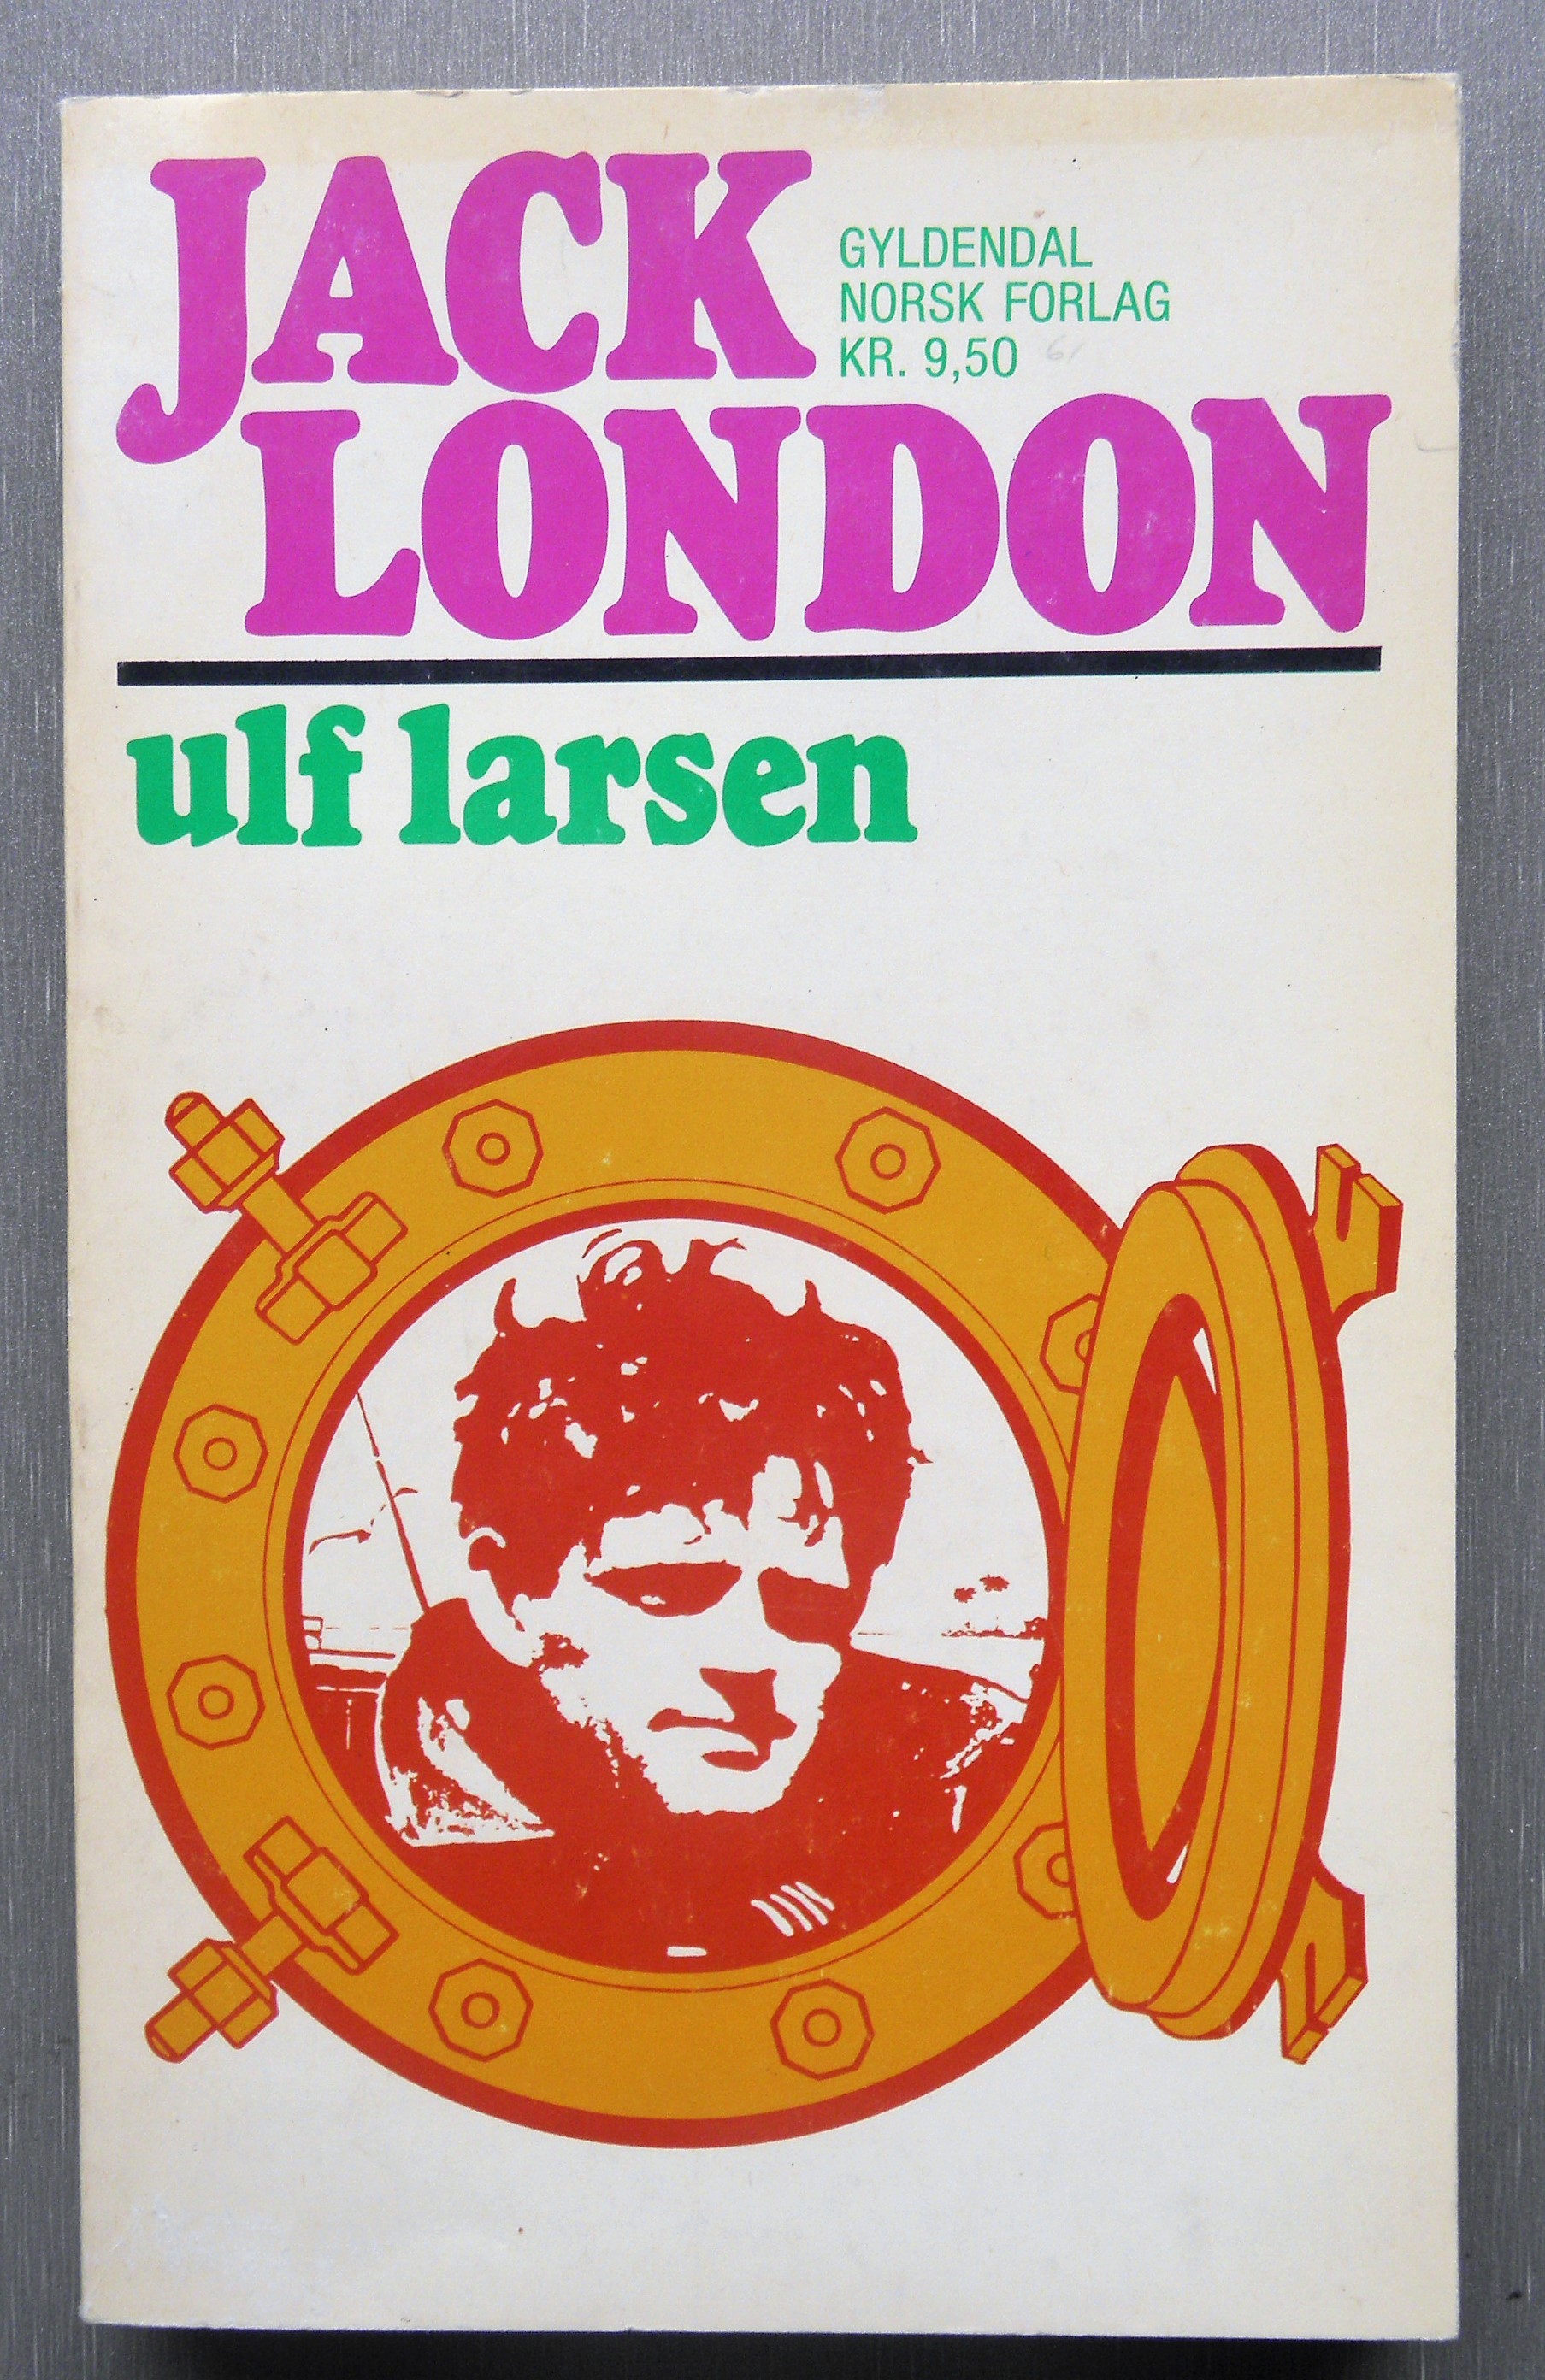 JACK
GYLDENDAL
NORSK FORLAG
KR. 9,50
LONDON
ulf larsen